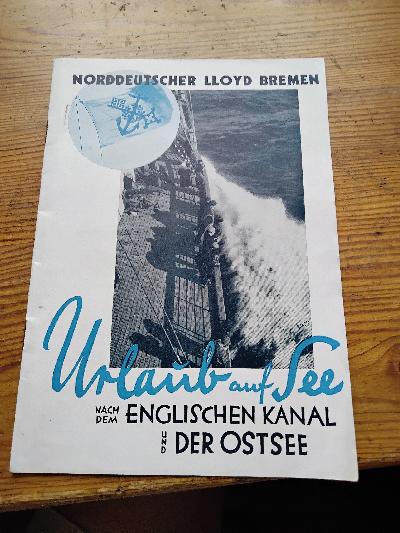 NORDDEUTSCHER LLOYD BREMEN
Urlaub auf See
NACH DEM ENGLISCHEN KANAL
UND DER OSTSEE